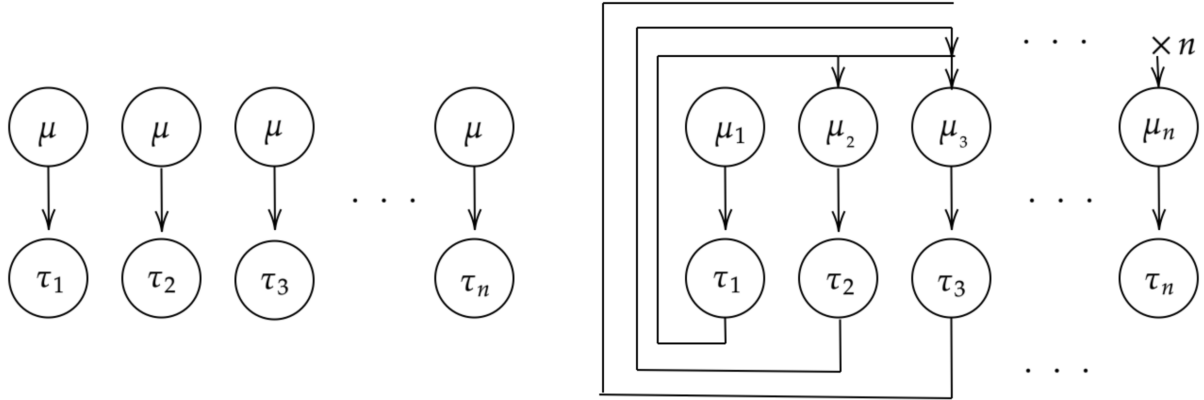 · · · × n
μ μ μ μ μ₁ μ₂ μ₃ μₙ
· · · · · ·
τ₁ τ₂ τ₃ τₙ τ₁ τ₂ τ₃ τₙ
· · ·